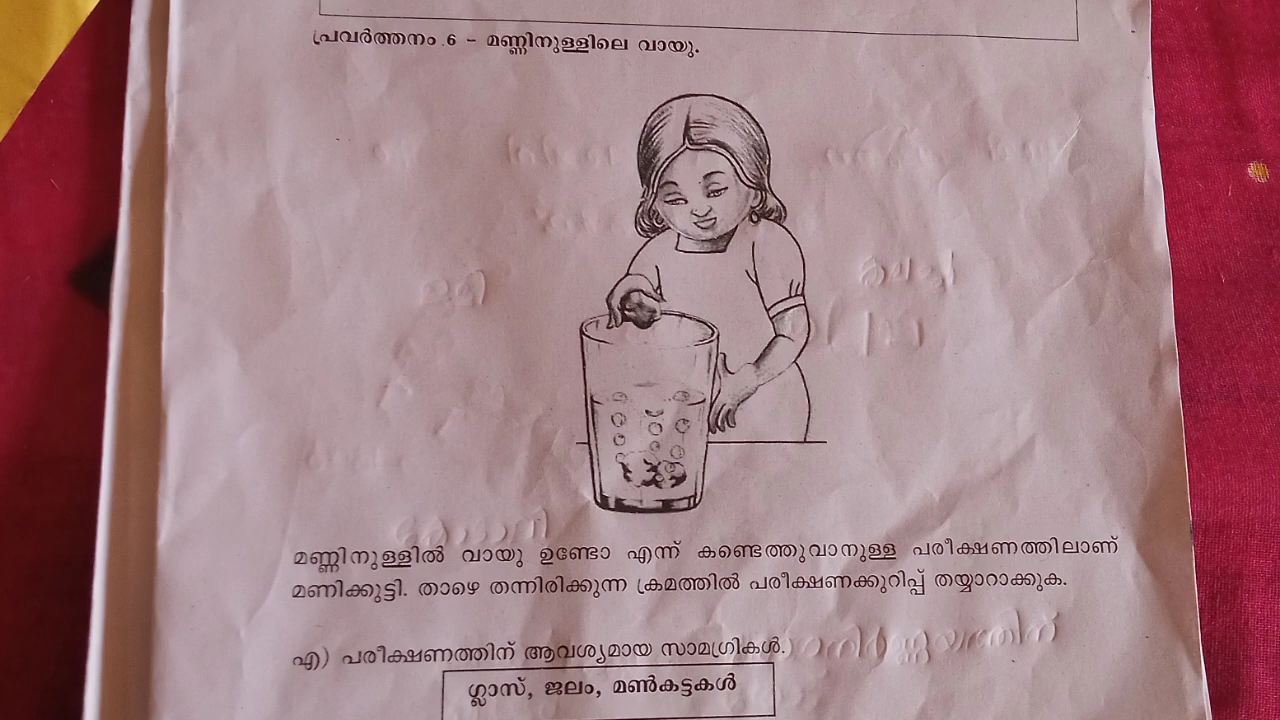 പ്രവർത്തനം .6 - മണ്ണിനുള്ളിലെ വായു.
മണ്ണിനുള്ളിൽ വായു ഉണ്ടോ എന്ന് കണ്ടെത്തുവാനുള്ള പരീക്ഷണത്തിലാണ്
മണിക്കുട്ടി. താഴെ തന്നിരിക്കുന്ന ക്രമത്തിൽ പരീക്ഷണക്കുറിപ്പ് തയ്യാറാക്കുക.
എ) പരീക്ഷണത്തിന് ആവശ്യമായ സാമഗ്രികൾ.
ഗ്ലാസ്, ജലം, മൺകട്ടകൾ